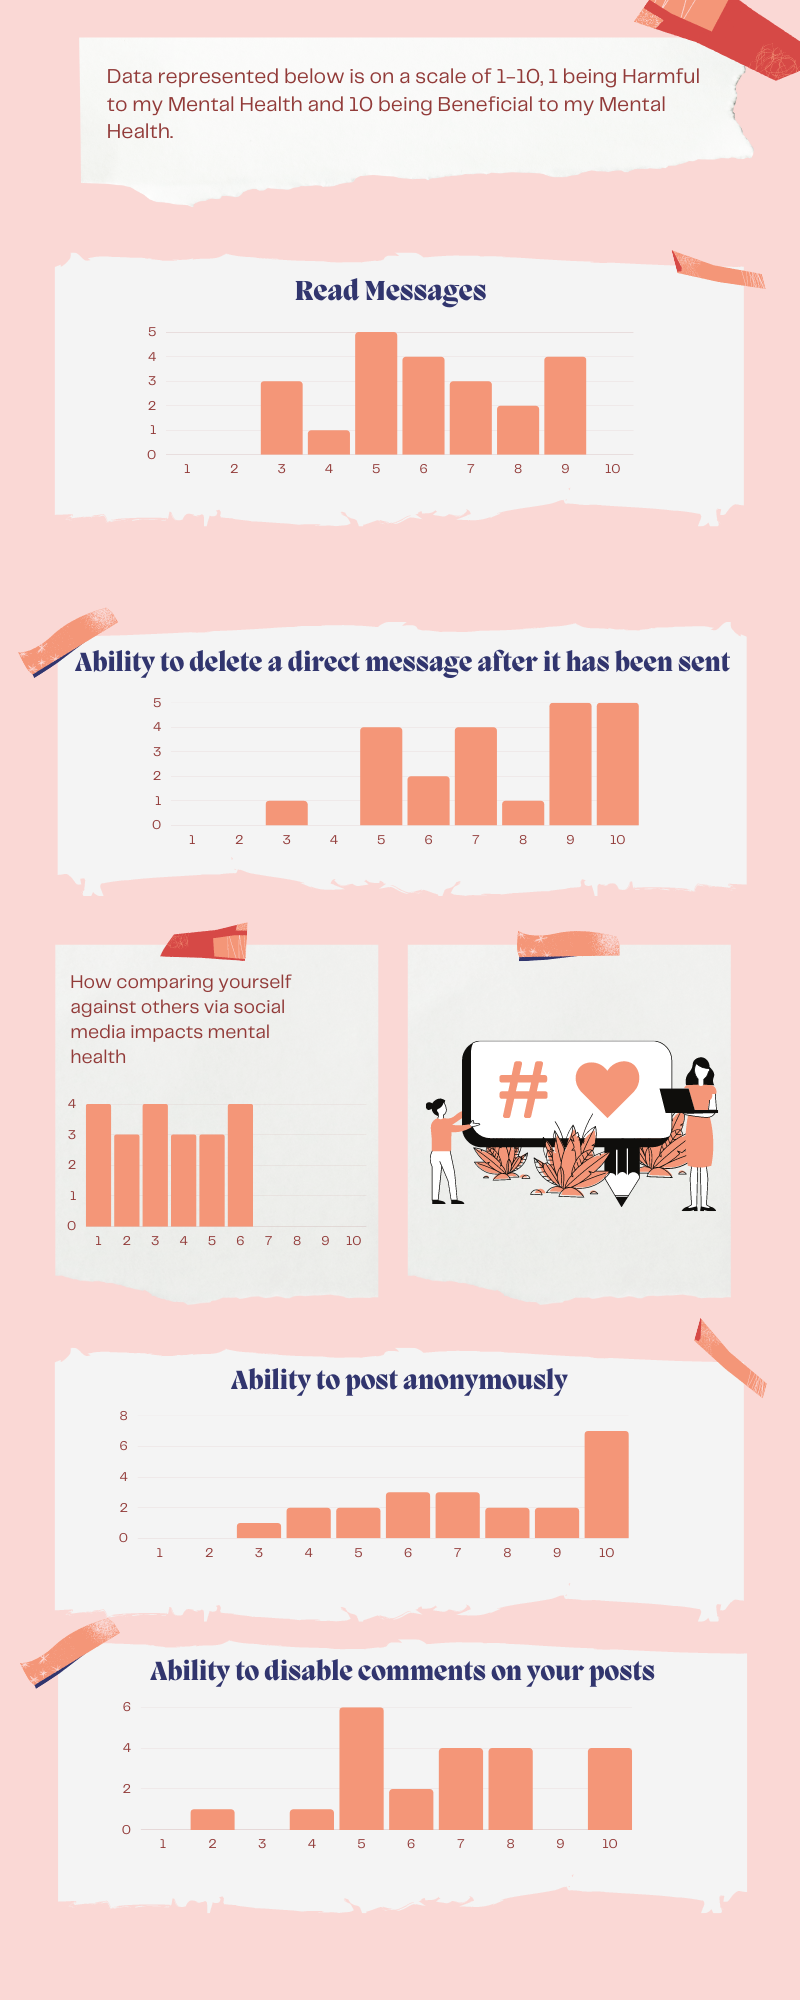 Data represented below is on a scale of 1-10, 1 being Harmful
to my Mental Health and 10 being Beneficial to my Mental
Health.
Read Messages
5
4
3
2
1
0
1 2 3 4 5 6 7 8 9 10
Ability to delete a direct message after it has been sent
5
4
3
2
1
0
1 2 3 4 5 6 7 8 9 10
How comparing yourself
against others via social
media impacts mental
health
4
3
2
1
0
1 2 3 4 5 6 7 8 9 10
#
Ability to post anonymously
8
6
4
2
0
1 2 3 4 5 6 7 8 9 10
Ability to disable comments on your posts
6
4
2
0
1 2 3 4 5 6 7 8 9 10